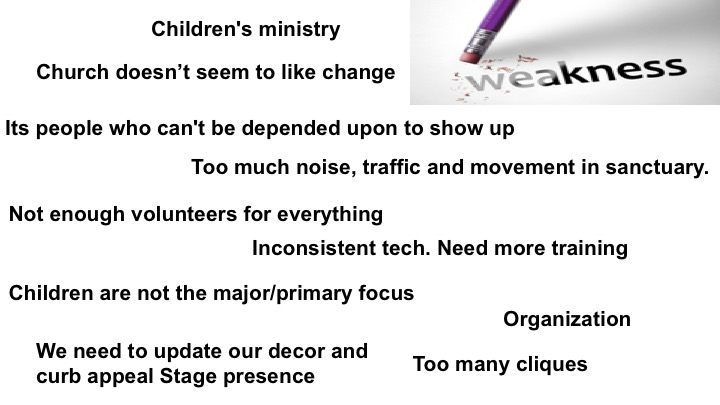 Children's ministry
weakness
Church doesn’t seem to like change
Its people who can't be depended upon to show up
Too much noise, traffic and movement in sanctuary.
Not enough volunteers for everything
Inconsistent tech. Need more training
Children are not the major/primary focus
Organization
We need to update our decor and
curb appeal Stage presence
Too many cliques